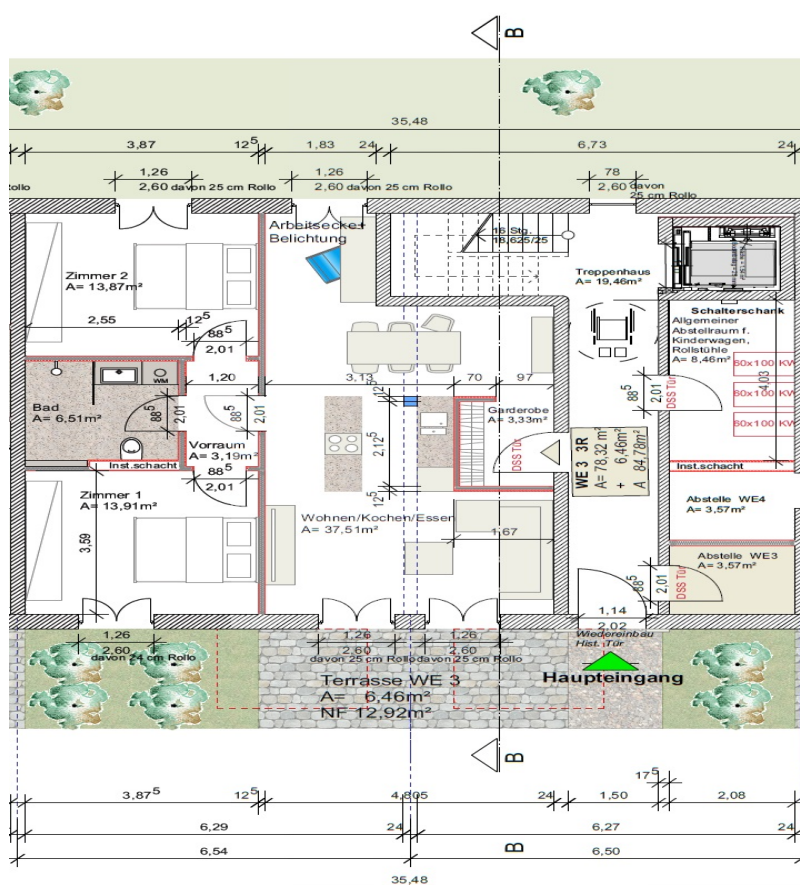 B
35,48
3,87
12⁵
1,83
24
6,73
24
1,26
1,26
78
Rollo
2,60 davon 25 cm Rollo
2,60 davon 25 cm Rollo
2,60 davon
25 cm Rollo
Arbeitsecke+
Belichtung
16 Stg.
18,625/25
Treppenhaus
A= 19,46m²
Zimmer 2
A= 13,87m²
2,55
12⁵
88⁵
2,01
Schalterschank
Allgemeiner
Abstellraum f.
Kinderwagen,
Rollstühle
A= 8,46m²
60x100 KW
60x100 KW
60x100 KW
4,03
WM
1,20
3,13
12⁵
70
97
88⁵
2,01
DSS Tür
Bad
A= 6,51m²
88⁵
2,01
88⁵
2,01
Garderobe
A= 3,33m²
Vorraum
A= 3,19m²
2,12⁵
DSS Tür
WE 3 3R
A= 78,32 m²
+ 6,46m²
A 84,78m²
Inst.schacht
88⁵
2,01
Inst.schacht
Zimmer 1
A= 13,91m²
12⁵
Abstelle WE4
A= 3,57m²
Wohnen/Kochen/Essen
A= 37,51m²
1,67
3,59
Abstelle WE3
A= 3,57m²
88⁵
2,01
DSS Tür
1,14
2,02
1,26
2,60
davon 24 cm Rollo
1,26
2,60
davon 25 cm Rollo
1,26
2,60
davon 25 cm Rollo
Wiedereinbau
Hist. Tür
Terrasse WE 3
A= 6,46m²
NF 12,92m²
Haupteingang
B
17⁵
3,87⁵
12⁵
4,805
24
1,50
2,08
6,29
24
6,27
24
B
6,54
6,50
35,48